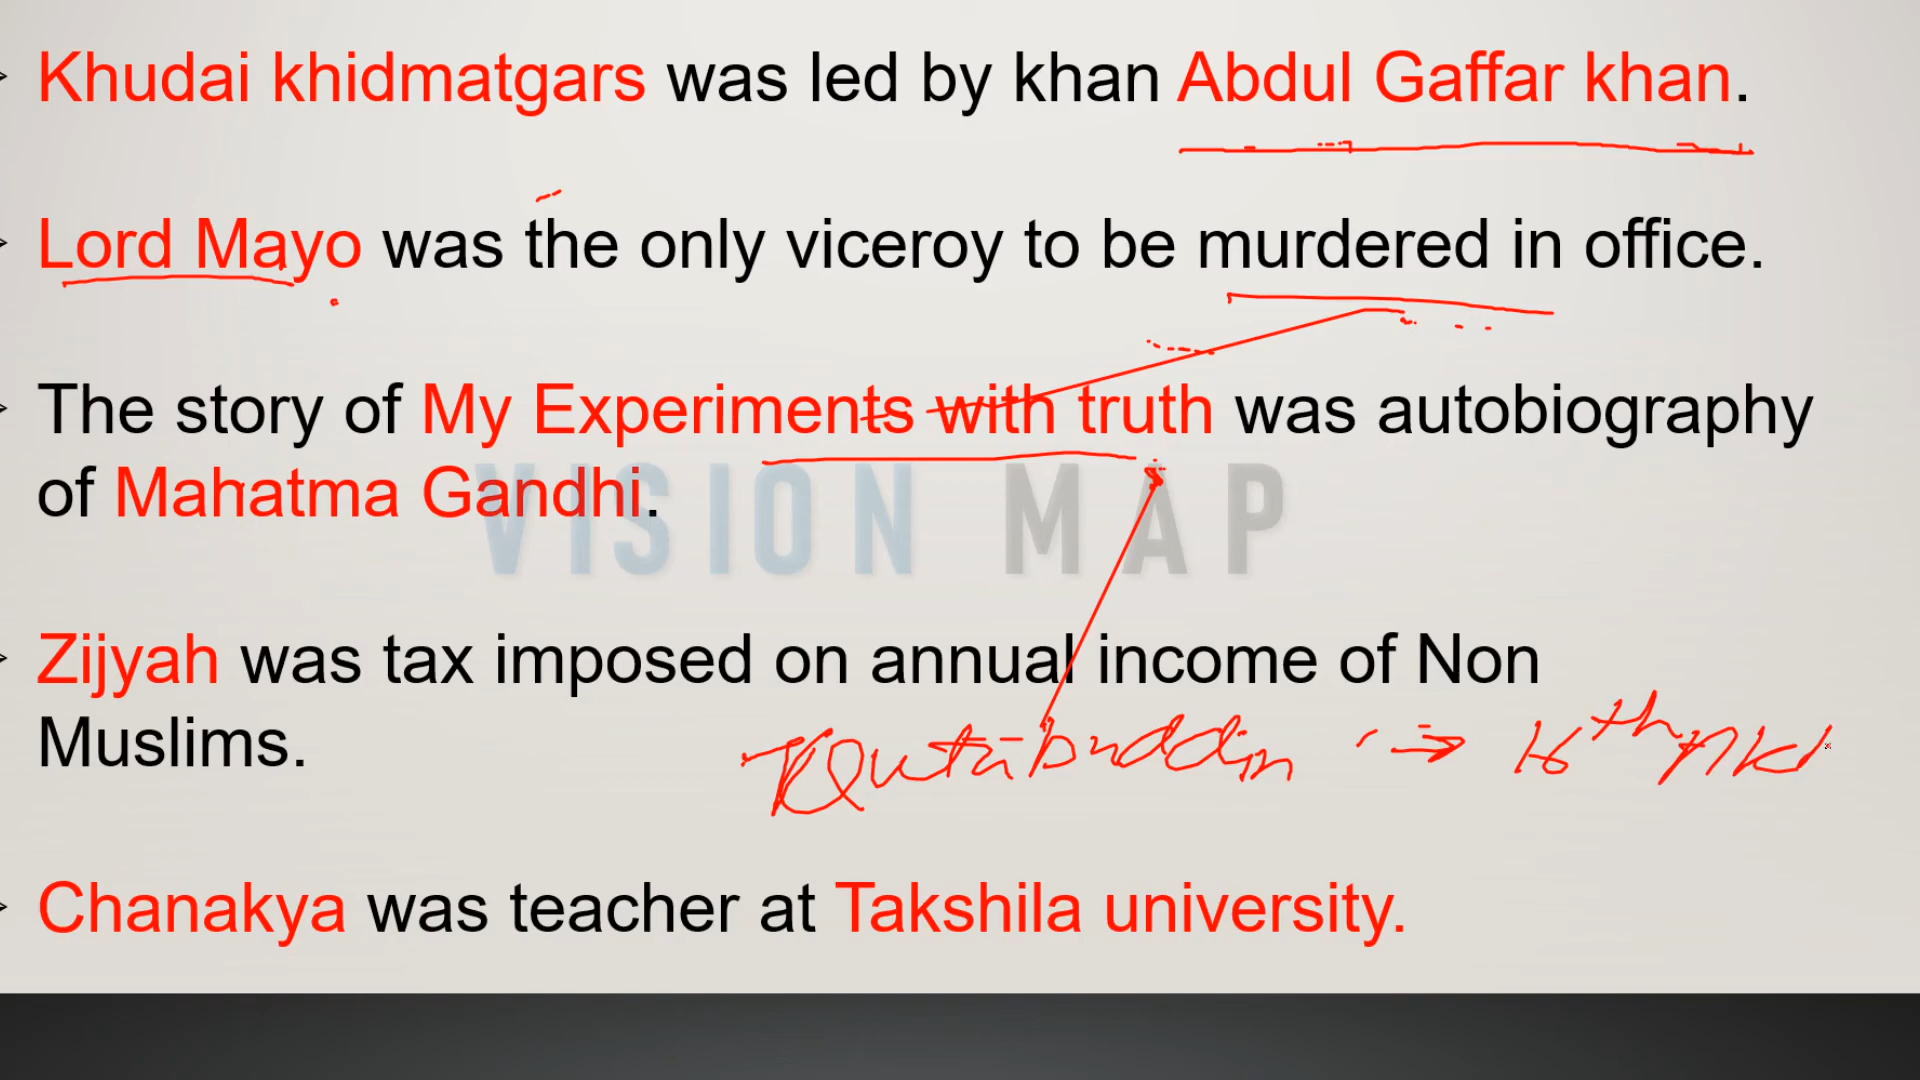 Khudai khidmatgars was led by khan Abdul Gaffar khan.
Lord Mayo was the only viceroy to be murdered in office.
The story of My Experiments with truth was autobiography
of Mahatma Gandhi.
VISION MAP
Zijyah was tax imposed on annual income of Non
Muslims.
Qutabuddin → 16th
Chanakya was teacher at Takshila university.